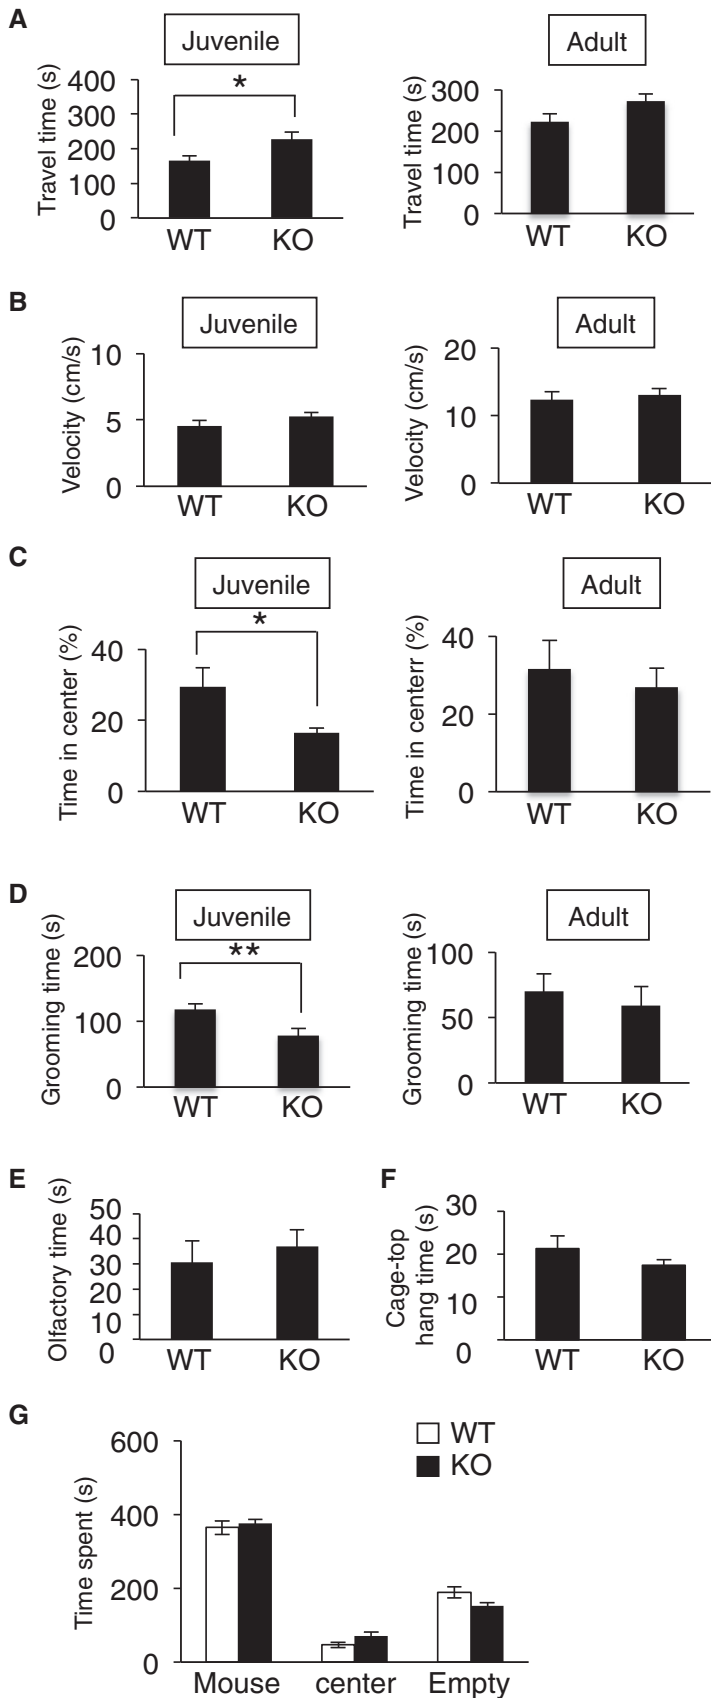 A
Juvenile
Adult
Travel time (s)
400
300
200
100
0
*
WT
KO
Travel time (s)
300
200
100
0
WT
KO
B
Juvenile
Adult
Velocity (cm/s)
10
5
0
WT
KO
Velocity (cm/s)
20
10
0
WT
KO
C
Juvenile
Adult
Time in center (%)
40
20
0
*
WT
KO
Time in centerr (%)
40
20
0
WT
KO
D
Juvenile
Adult
Grooming time (s)
200
100
0
**
WT
KO
Grooming time (s)
100
50
0
WT
KO
E
Olfactory time (s)
50
40
30
20
10
0
WT
KO
F
Cage-top
hang time (s)
30
20
10
0
WT
KO
G
Time spent (s)
600
400
200
0
WT
KO
Mouse
center
Empty